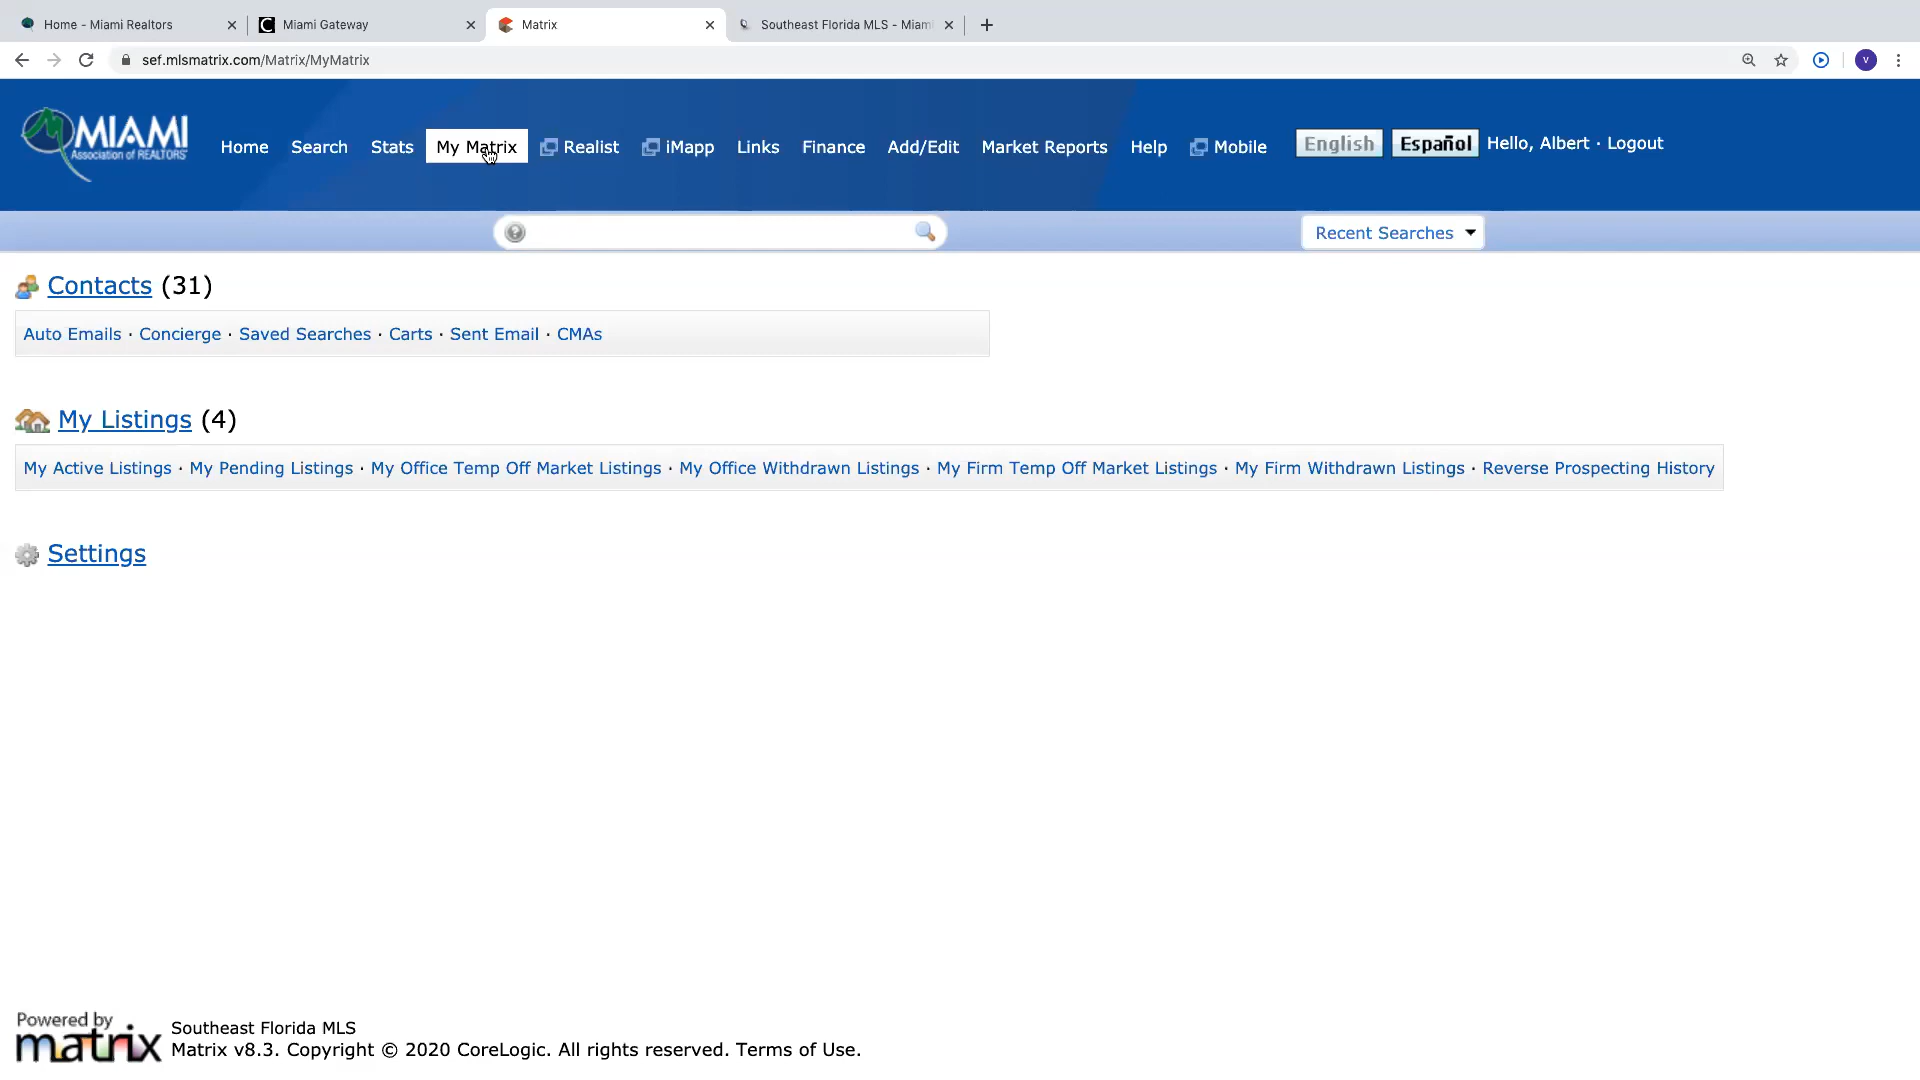 Home - Miami Realtors
Miami Gateway
Matrix
Southeast Florida MLS - Miam
sef.mlsmatrix.com/Matrix/MyMatrix
V
MIAMI
Association of REALTORS®
Home Search Stats My Matrix Realist iMapp Links Finance Add/Edit Market Reports Help Mobile English Español Hello, Albert · Logout
?
Recent Searches
Contacts (31)
Auto Emails · Concierge · Saved Searches · Carts · Sent Email · CMAs
My Listings (4)
My Active Listings · My Pending Listings · My Office Temp Off Market Listings · My Office Withdrawn Listings · My Firm Temp Off Market Listings · My Firm Withdrawn Listings · Reverse Prospecting History
Settings
Powered by
matrix
Southeast Florida MLS
Matrix v8.3. Copyright © 2020 CoreLogic. All rights reserved. Terms of Use.